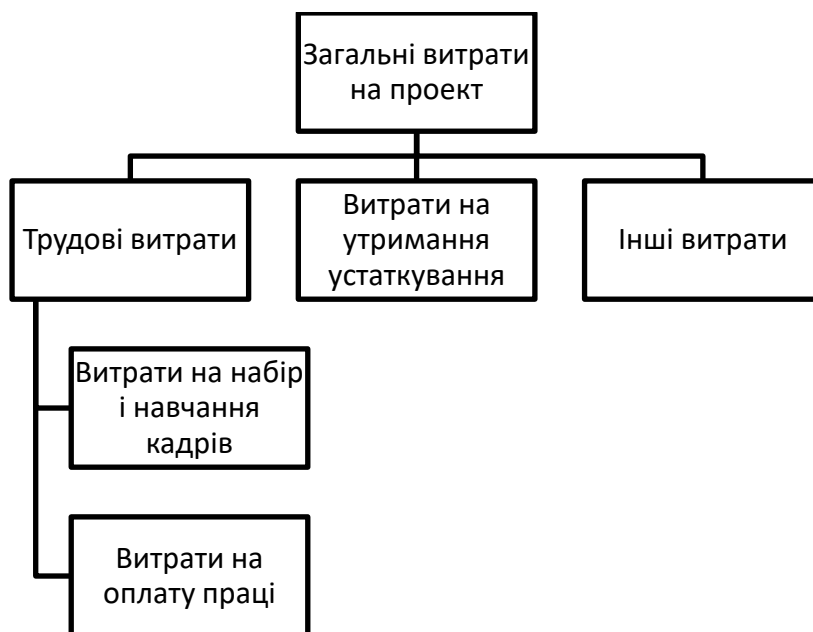 Загальні витрати
на проект
Трудові витрати
Витрати на
утримання
устаткування
Інші витрати
Витрати на набір
і навчання
кадрів
Витрати на
оплату праці